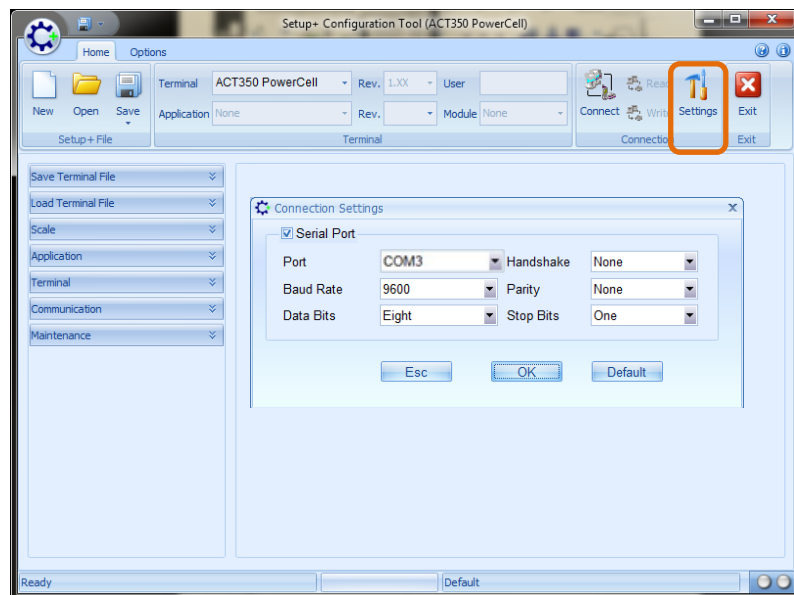 Setup+ Configuration Tool (ACT350 PowerCell)
Home Options
Terminal ACT350 PowerCell Rev. 1.XX User
New Open Save Application None Rev. Module None Connect Write Settings Exit
Setup+ File Terminal Connection Exit
Save Terminal File
Load Terminal File
Scale
Application
Terminal
Communication
Maintenance
Connection Settings
Serial Port
Port COM3 Handshake None
Baud Rate 9600 Parity None
Data Bits Eight Stop Bits One
Esc OK Default
Ready Default